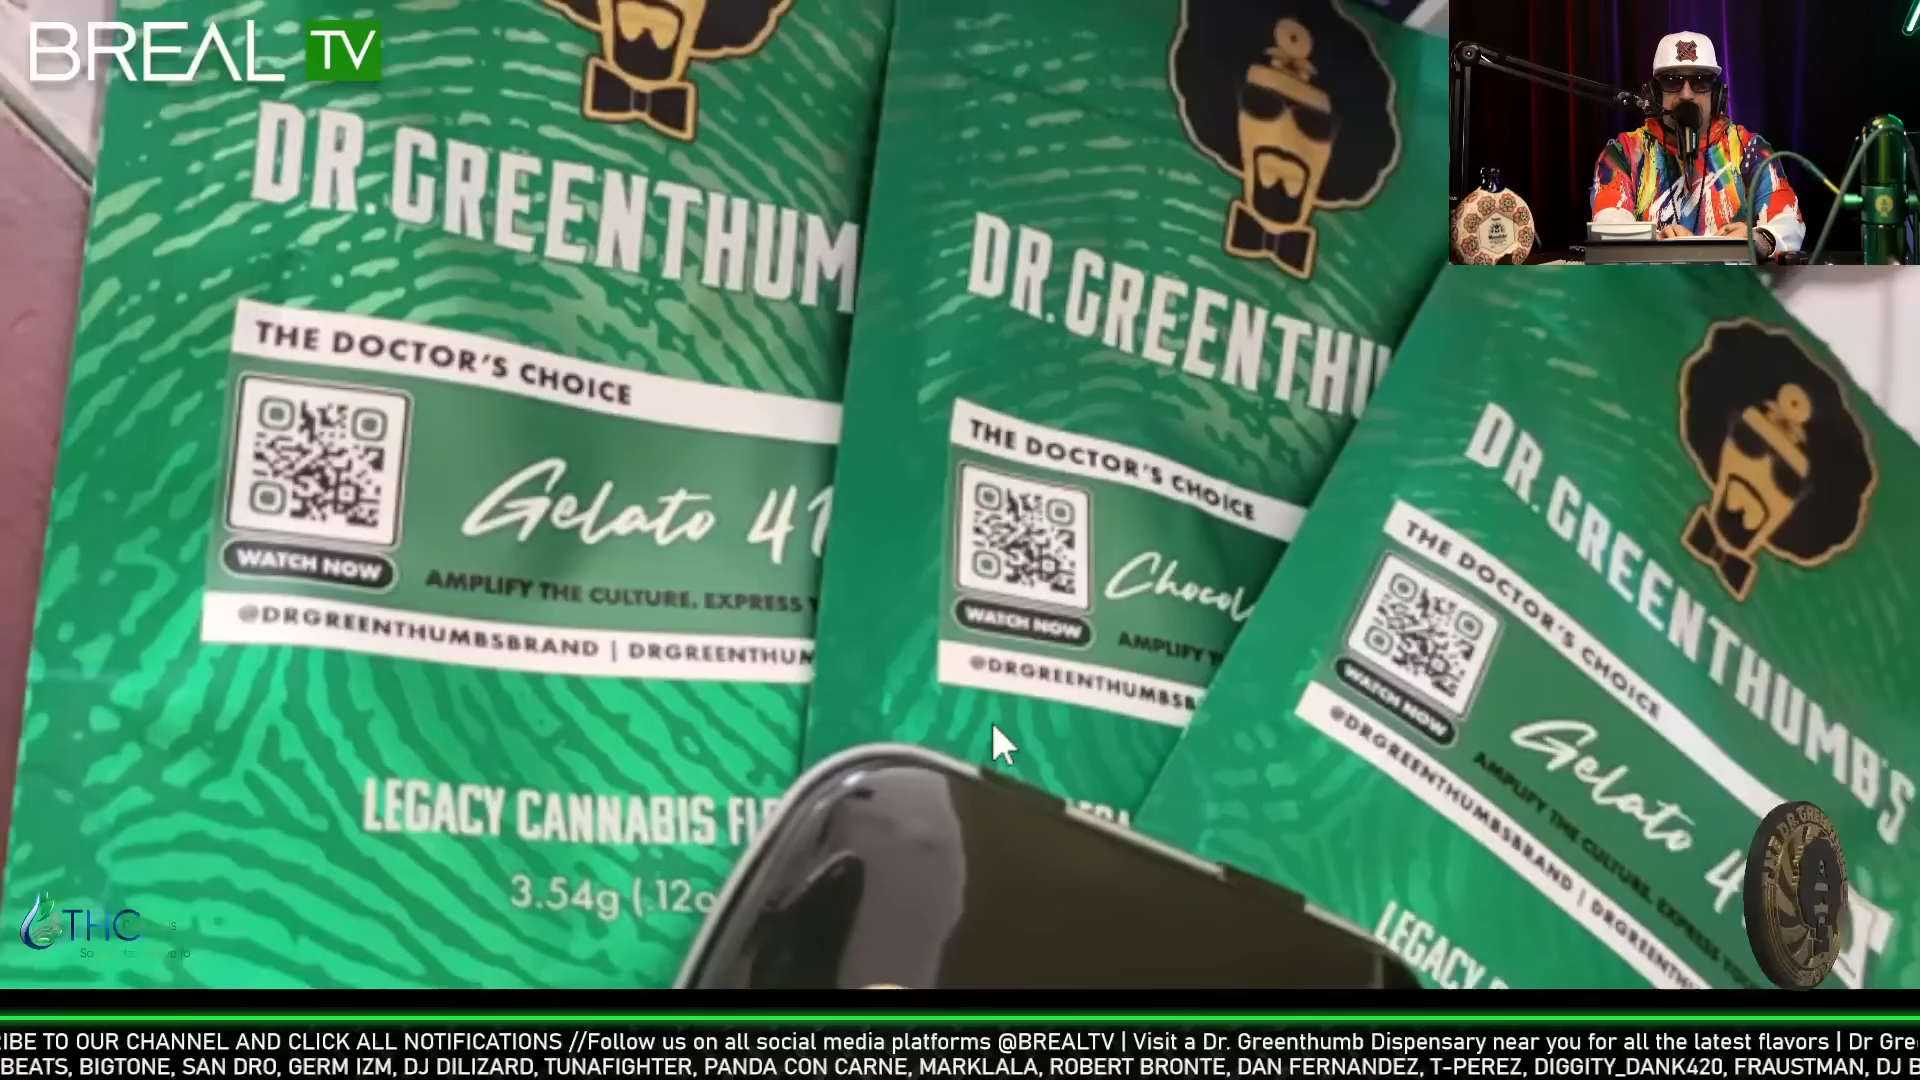 BREAL TV
DR. GREENTHUMB
THE DOCTOR'S CHOICE
Gelato 41
WATCH NOW
AMPLIFY THE CULTURE. EXPRESS
@DRGREENTHUMBSBRAND | DRGREENTHUM
LEGACY CANNABIS
3.54g (.12o
DR. GREENTHU
THE DOCTOR'S CHOICE
Chocol
WATCH NOW
AMPLIFY
@DRGREENTHUMBSB
DR. GREENTHUMB'S
THE DOCTOR'S CHOICE
Gelato 4
WATCH NOW
AMPLIFY THE CULTURE. EXPRESS
@DRGREENTHUMBSBRAND | DRGREENTH
LEGACY
THC
RIBE TO OUR CHANNEL AND CLICK ALL NOTIFICATIONS //Follow us on all social media platforms @BREALTV | Visit a Dr. Greenthumb Dispensary near you for all the latest flavors | Dr Gre
BEATS, BIGTONE, SAN DRO, GERM IZM, DJ DILIZARD, TUNAFIGHTER, PANDA CON CARNE, MARKLALA, ROBERT BRONTE, DAN FERNANDEZ, T-PEREZ, DIGGITY_DANK420, FRAUSTMAN, DJ B